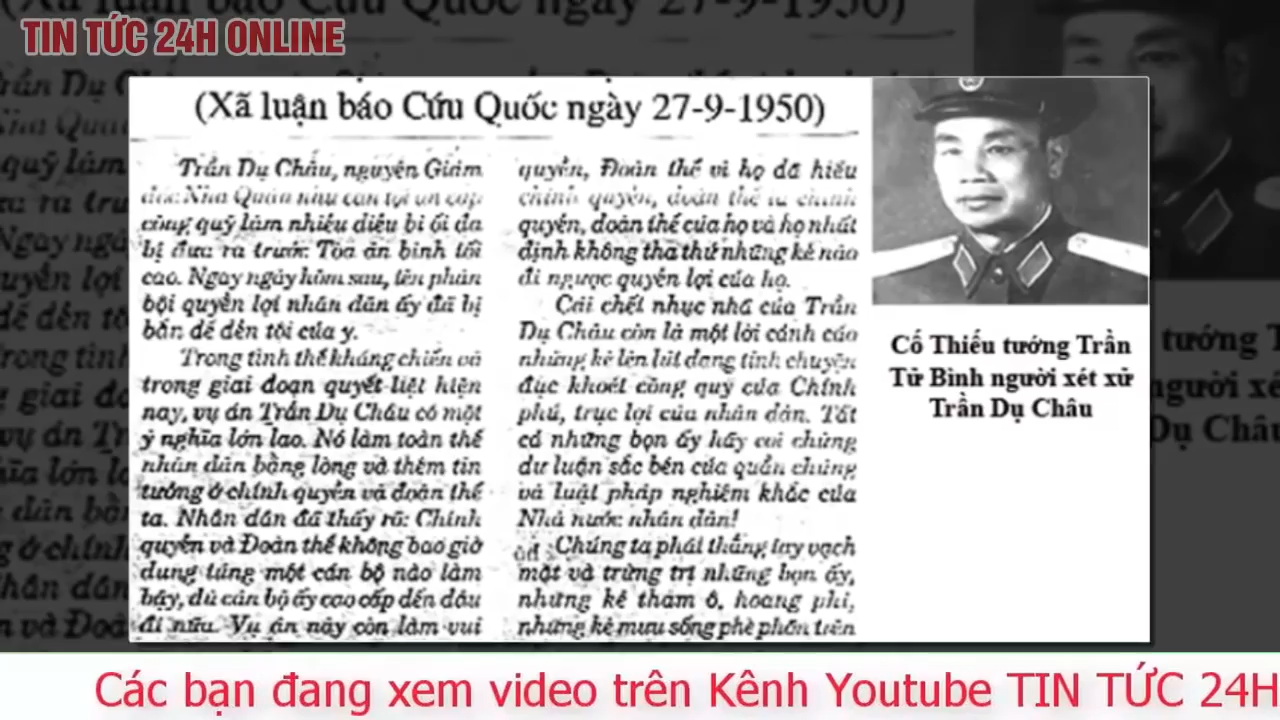 TIN TỨC 24H ONLINE
(Xã luận báo Cứu Quốc ngày 27-9-1950)
Trần Dụ Châu, nguyên Giám
đốc Nha Quân nhu can tội ăn cắp
công quỹ làm nhiều điều bỉ ổi đã
bị đưa ra trước Tòa án binh tối
cao. Ngay ngày hôm sau, tên phản
bội quyền lợi nhân dân ấy đã bị
bắn để đền tội của y.
Trong tình thế kháng chiến và
trong giai đoạn quyết liệt hiện
nay, vụ án Trần Dụ Châu có một
ý nghĩa lớn lao. Nó làm toàn thể
nhân dân bằng lòng và thêm tin
tưởng ở chính quyền và đoàn thể
ta. Nhân dân đã thấy rõ: Chính
quyền và Đoàn thể không bao giờ
dung túng một cán bộ nào làm
bậy, dù cán bộ ấy cao cấp đến đâu
đi nữa. Vụ án này còn làm vui
quyền, Đoàn thể vì họ đã hiểu
chính quyền, đoàn thể là chính
quyền, đoàn thể của họ và họ nhất
định không tha thứ những kẻ nào
đi ngược quyền lợi của họ.
Cái chết nhục nhã của Trần
Dụ Châu còn là một lời cảnh cáo
những kẻ lén lút đang tính chuyện
đục khoét công quỹ của Chính
phủ, trục lợi của nhân dân. Tất
cả những bọn ấy hãy coi chừng
dư luận sắc bén của quần chúng
và luật pháp nghiêm khắc của
Nhà nước nhân dân!
Chúng ta phải thẳng tay vạch
mặt và trừng trị những bọn ấy,
những kẻ tham ô, hoang phí,
những kẻ mưu sống phè phỡn trên
Cố Thiếu tướng Trần
Tử Bình người xét xử
Trần Dụ Châu
Các bạn đang xem video trên Kênh Youtube TIN TỨC 24H